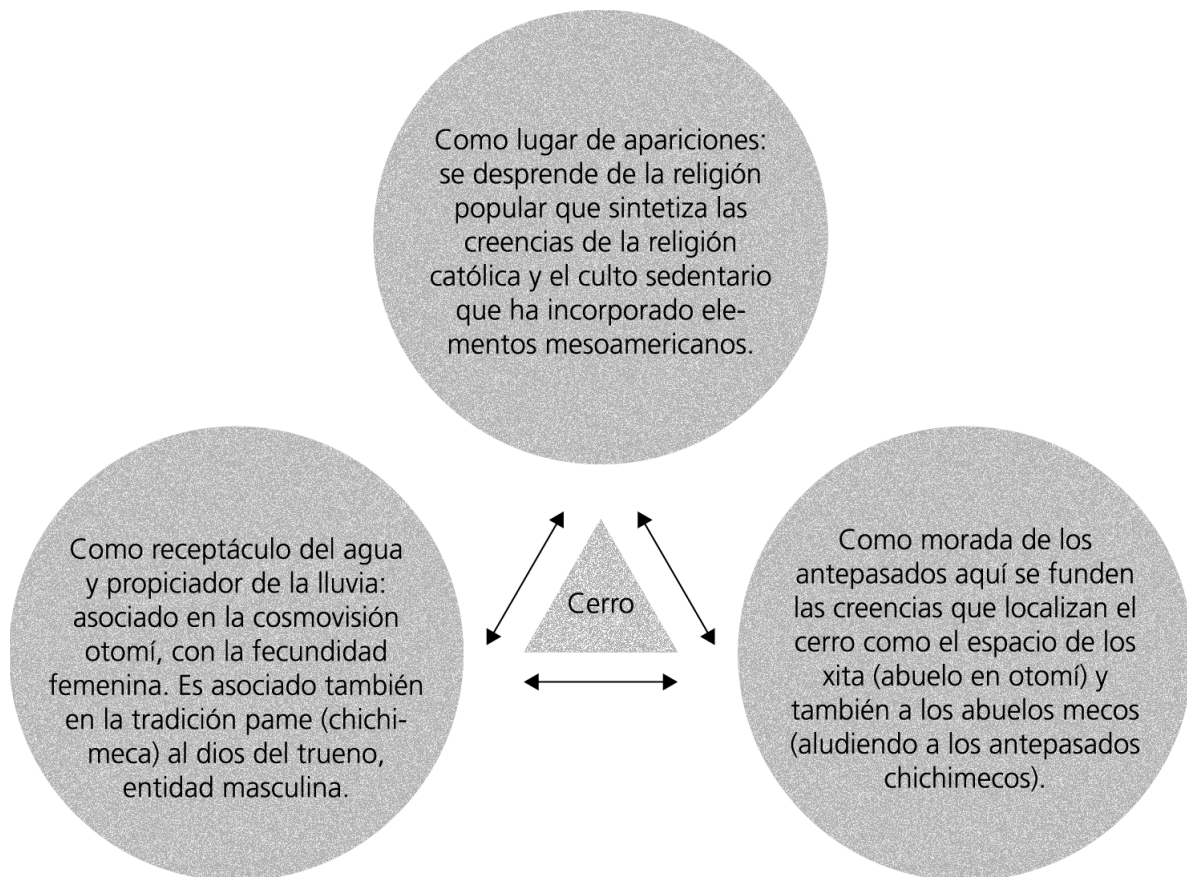 Como lugar de apariciones:
se desprende de la religión
popular que sintetiza las
creencias de la religión
católica y el culto sedentario
que ha incorporado ele-
mentos mesoamericanos.
Como receptáculo del agua
y propiciador de la lluvia:
asociado en la cosmovisión
otomí, con la fecundidad
femenina. Es asociado también
en la tradición pame (chichi-
meca) al dios del trueno,
entidad masculina.
Cerro
Como morada de los
antepasados aquí se funden
las creencias que localizan el
cerro como el espacio de los
xita (abuelo en otomí) y
también a los abuelos mecos
(aludiendo a los antepasados
chichimecos).